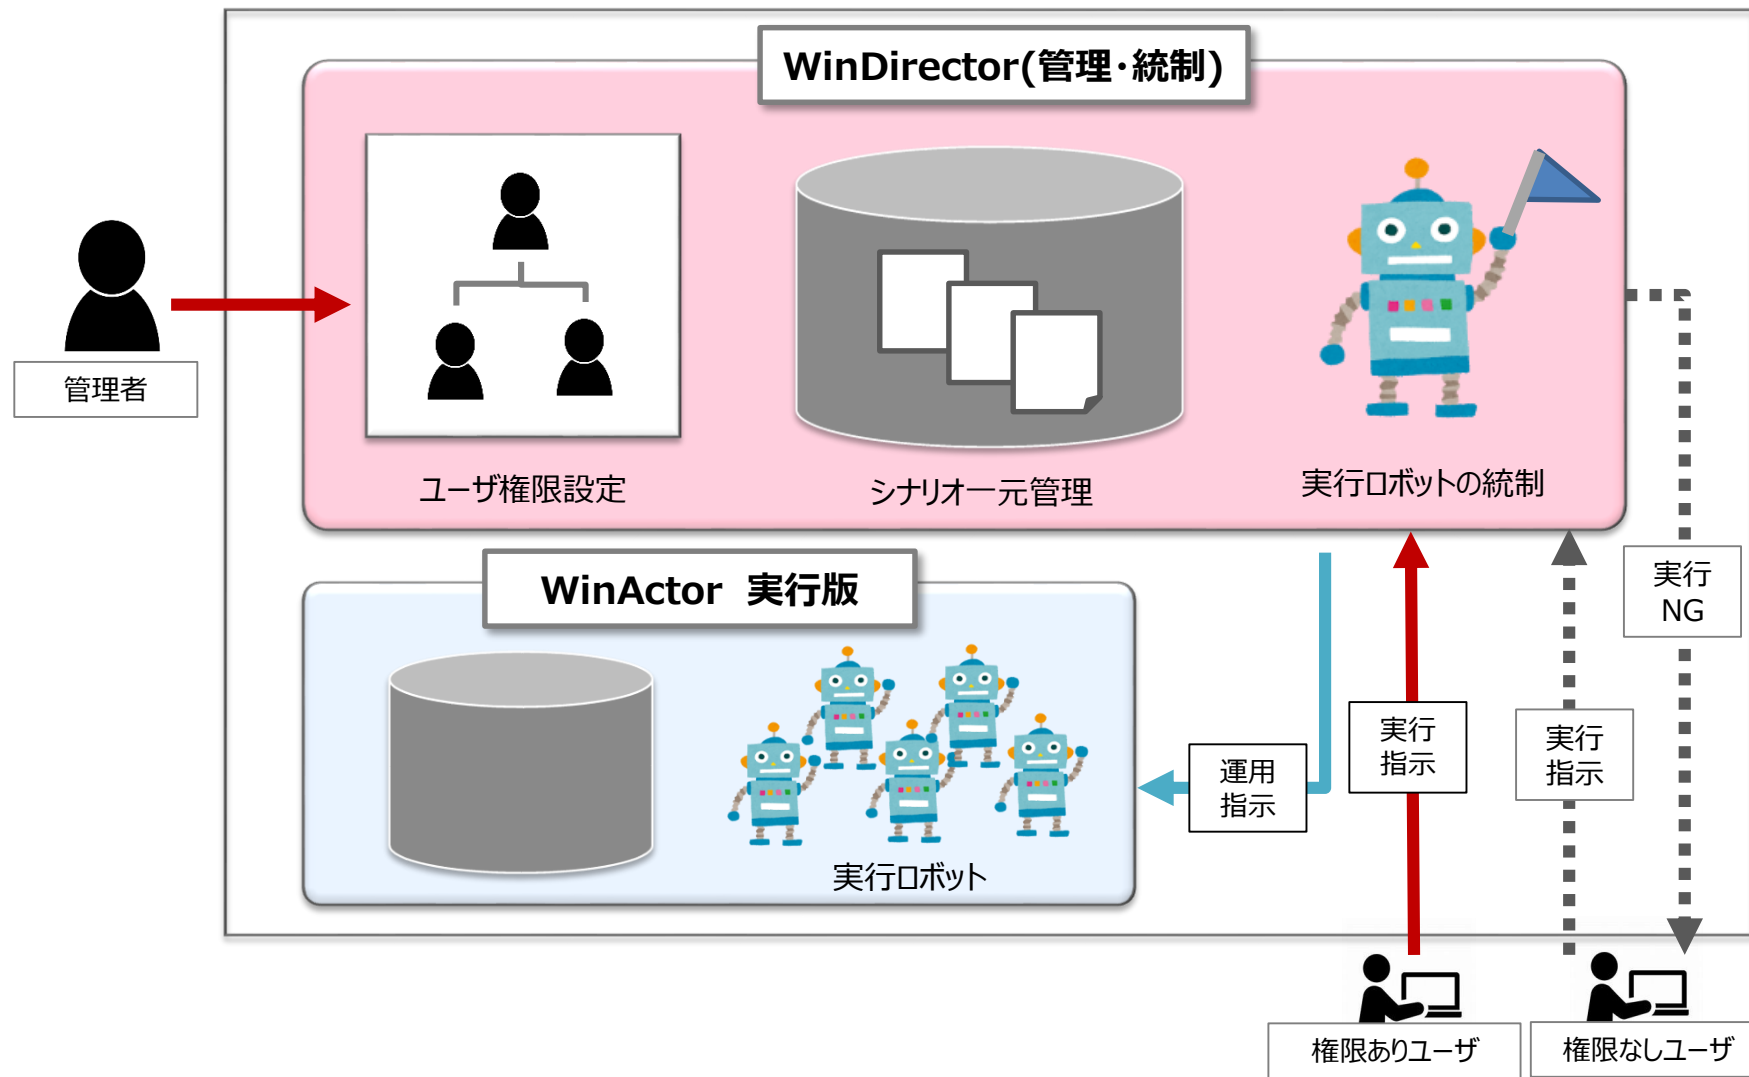 WinDirector(管理・統制)
管理者
ユーザ権限設定
シナリオ一元管理
実行ロボットの統制
WinActor 実行版
実行ロボット
運用
指示
実行
指示
実行
指示
実行
NG
権限ありユーザ
権限なしユーザ